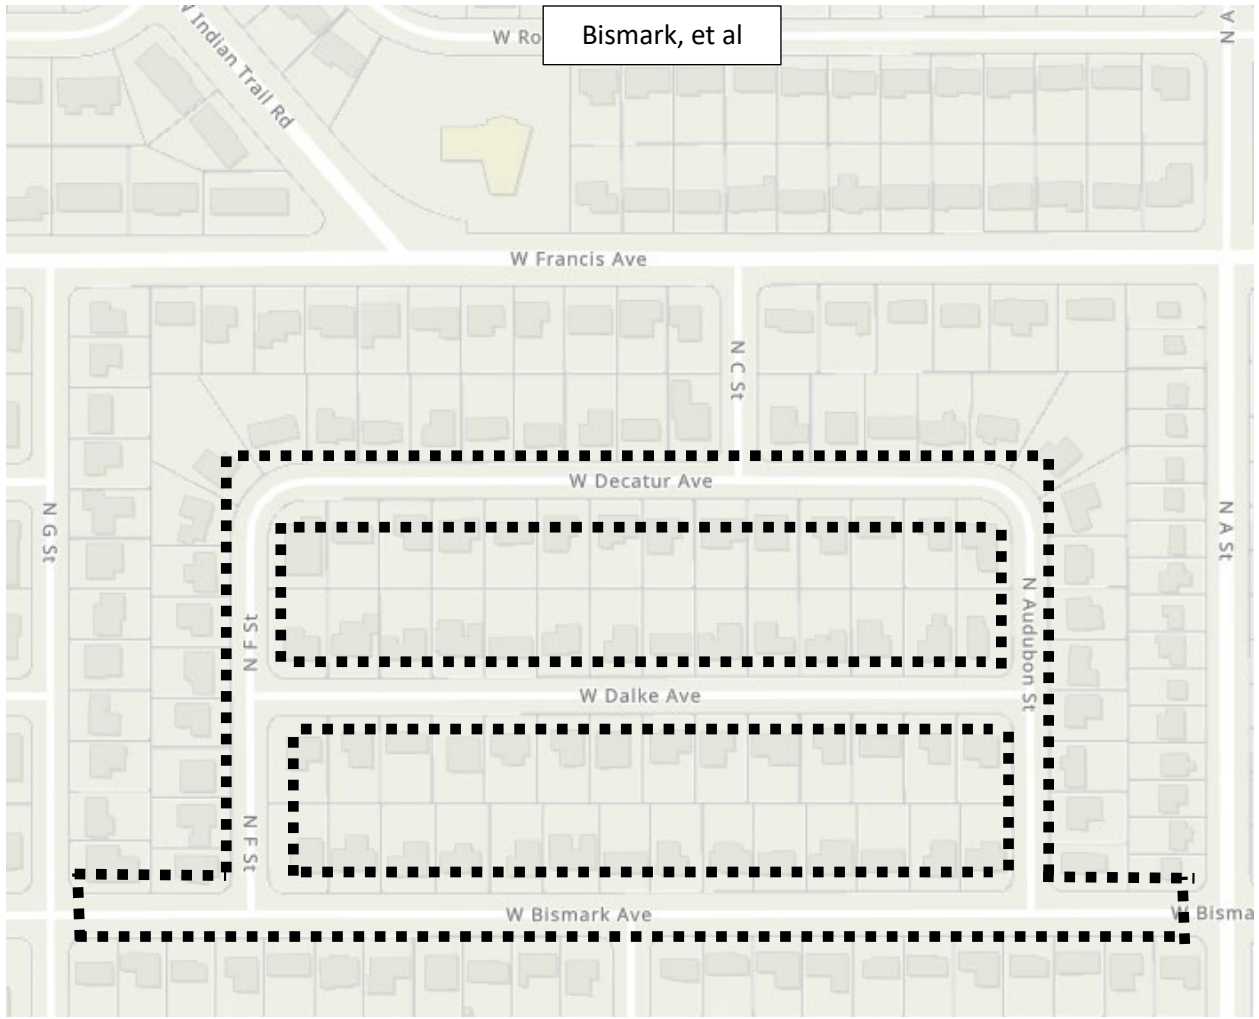 Bismark, et al
W Ro
A N
W Indian Trail Rd
W Francis Ave
N C St
W Decatur Ave
N G St
N A St
N F St
N Audubon St
W Dalke Ave
N F St
W Bismark Ave
W Bisma